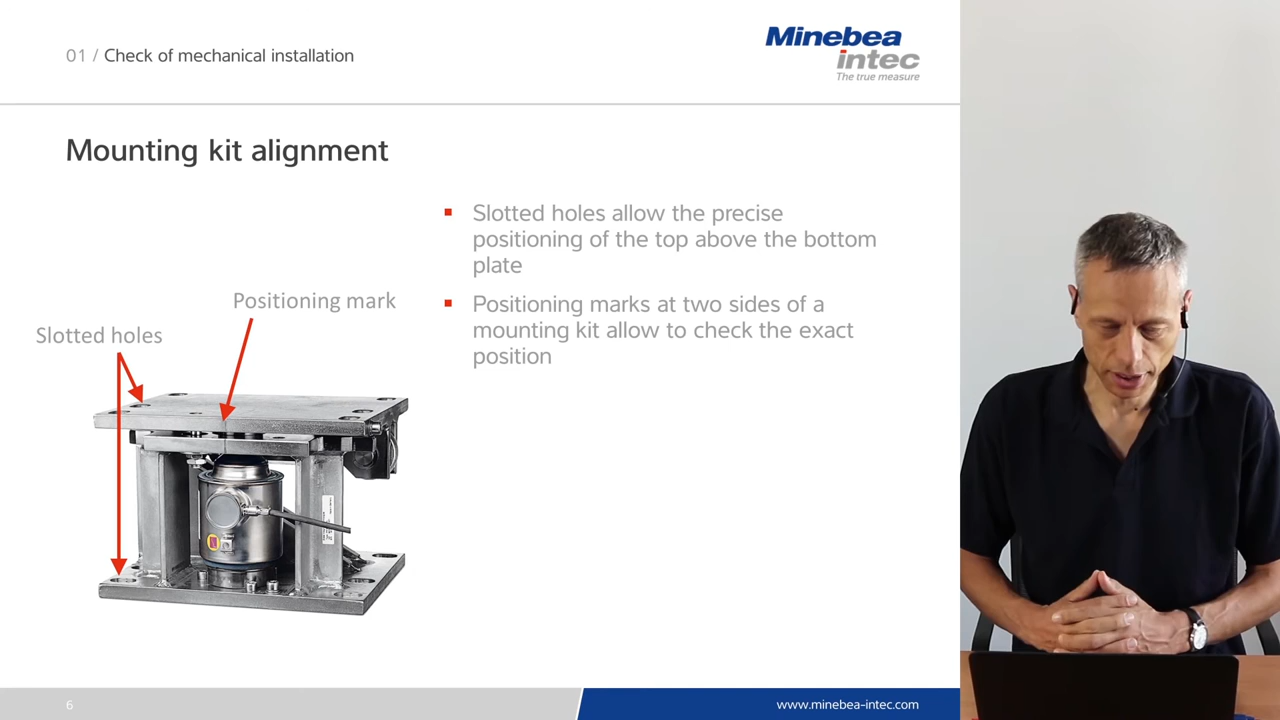 01 / Check of mechanical installation
Minebea
intec
The true measure
Mounting kit alignment
Slotted holes allow the precise
positioning of the top above the bottom
plate
Positioning marks at two sides of a
mounting kit allow to check the exact
position
Positioning mark
Slotted holes
6
www.minebea-intec.com